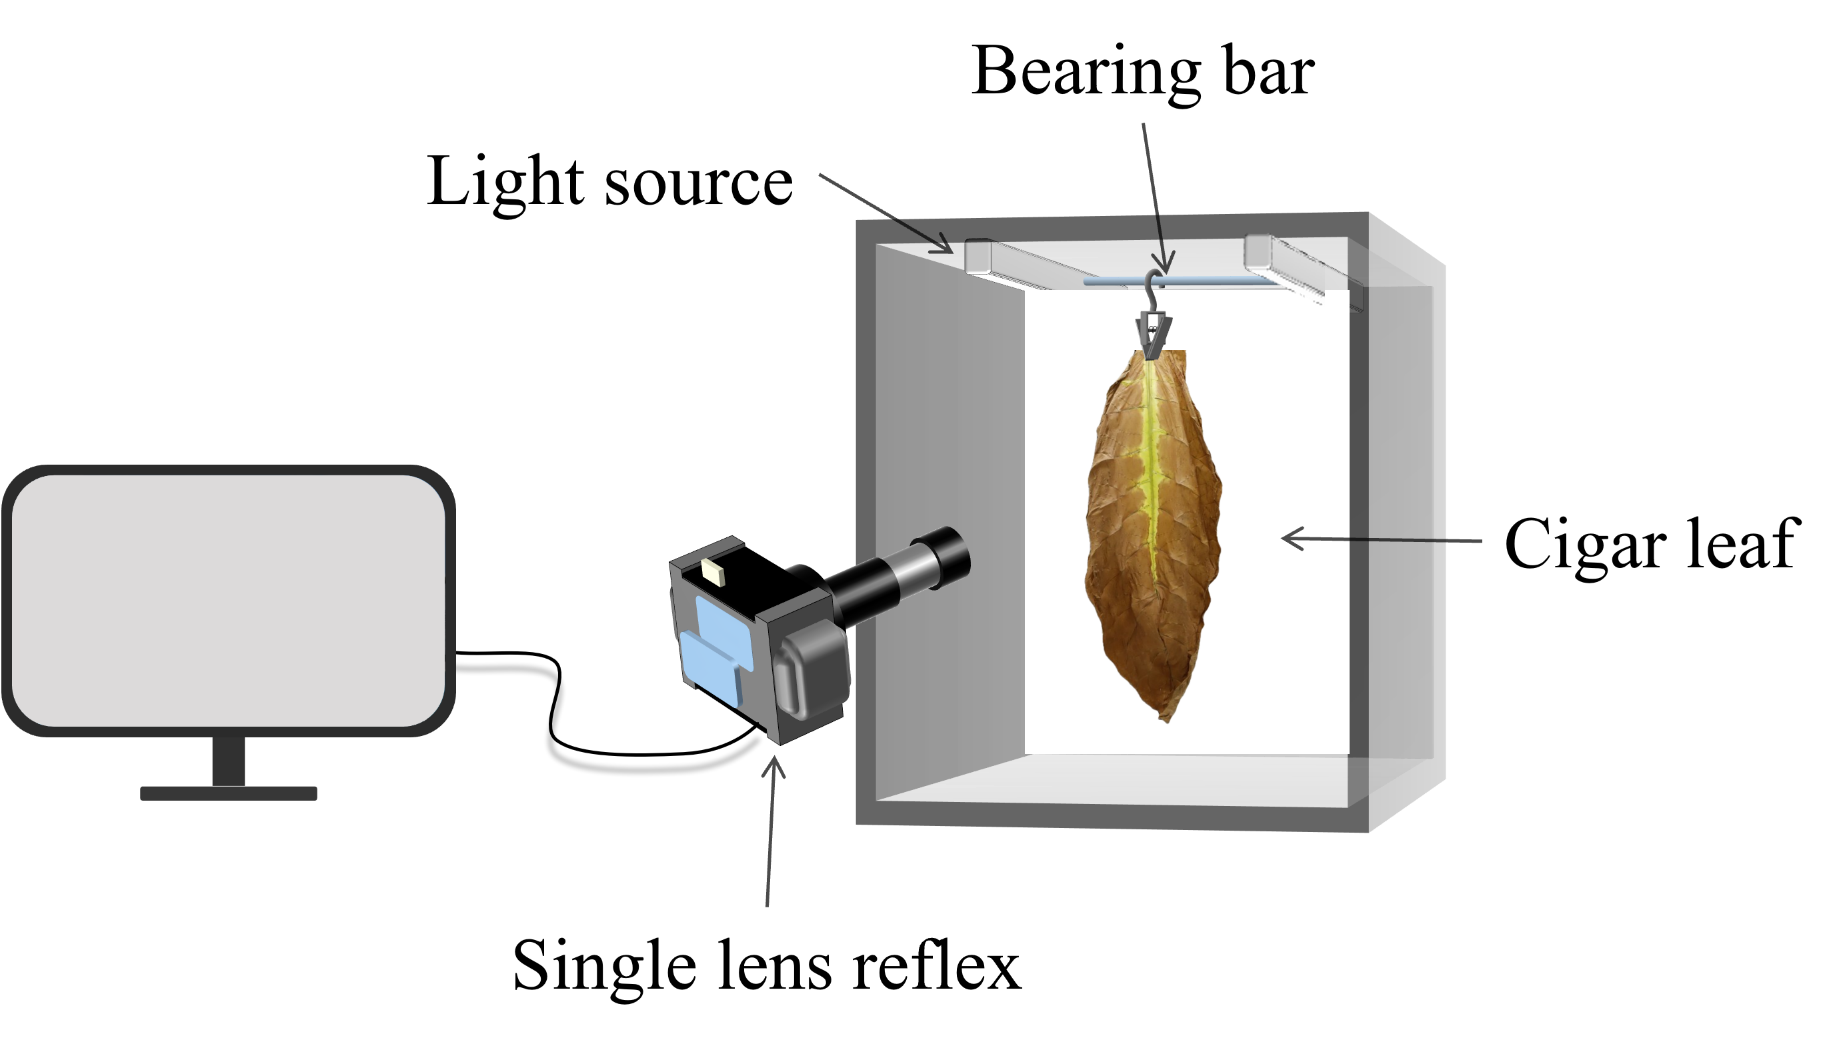 Bearing bar
Light source
Cigar leaf
Single lens reflex